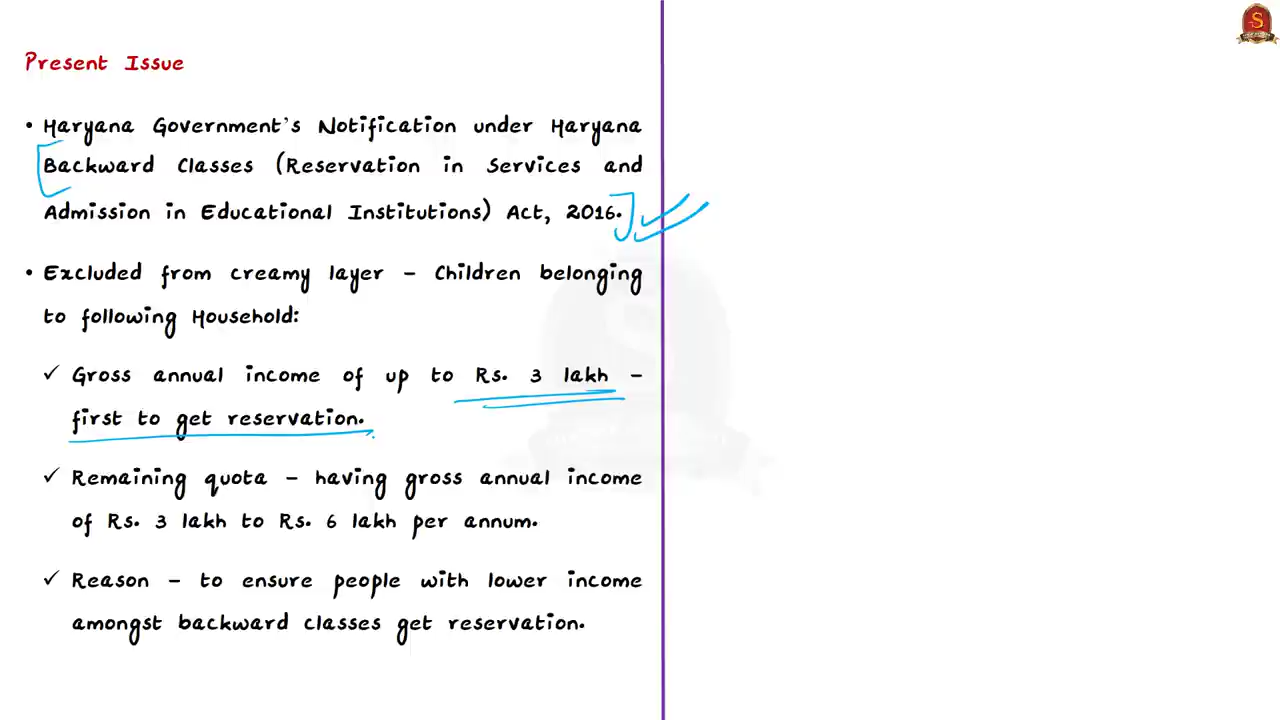 Present Issue
• Haryana Government's Notification under Haryana
Backward Classes (Reservation in Services and
Admission in Educational Institutions) Act, 2016.
• Excluded from creamy layer – Children belonging
to following Household:
✓ Gross annual income of up to Rs. 3 lakh –
first to get reservation.
✓ Remaining quota – having gross annual income
of Rs. 3 lakh to Rs. 6 lakh per annum.
✓ Reason – to ensure people with lower income
amongst backward classes get reservation.